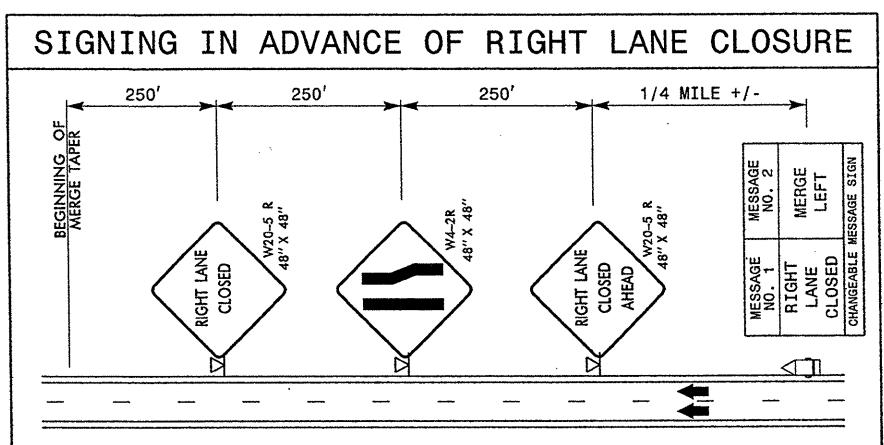 SIGNING IN ADVANCE OF RIGHT LANE CLOSURE
250'
250'
250'
1/4 MILE +/-
BEGINNING OF
MERGE TAPER
RIGHT LANE
CLOSED
W20-5 R
48" X 48"
W4-2R
48" X 48"
RIGHT LANE
CLOSED
AHEAD
W20-5 R
48" X 48"
MESSAGE
NO. 1
RIGHT
LANE
CLOSED
MESSAGE
NO. 2
MERGE
LEFT
CHANGEABLE MESSAGE SIGN